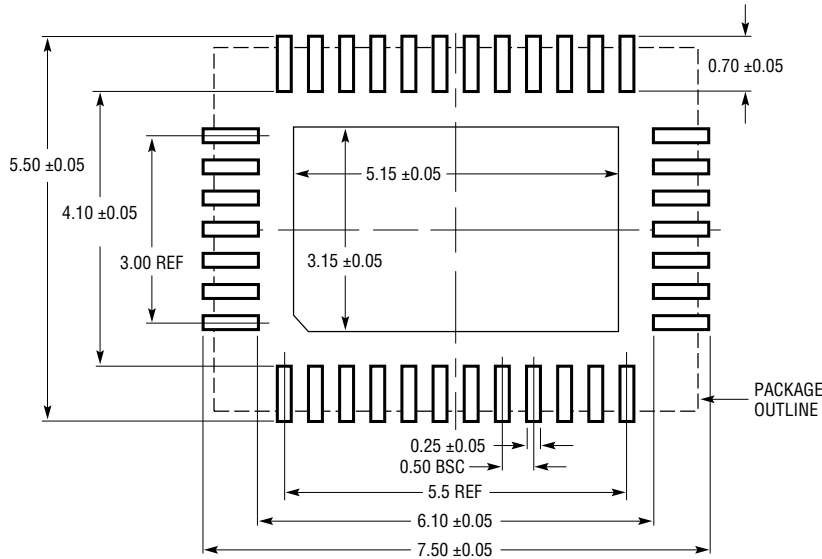 0.70 ±0.05
5.50 ±0.05
5.15 ±0.05
4.10 ±0.05
3.00 REF
3.15 ±0.05
PACKAGE
OUTLINE
0.25 ±0.05
0.50 BSC
5.5 REF
6.10 ±0.05
7.50 ±0.05